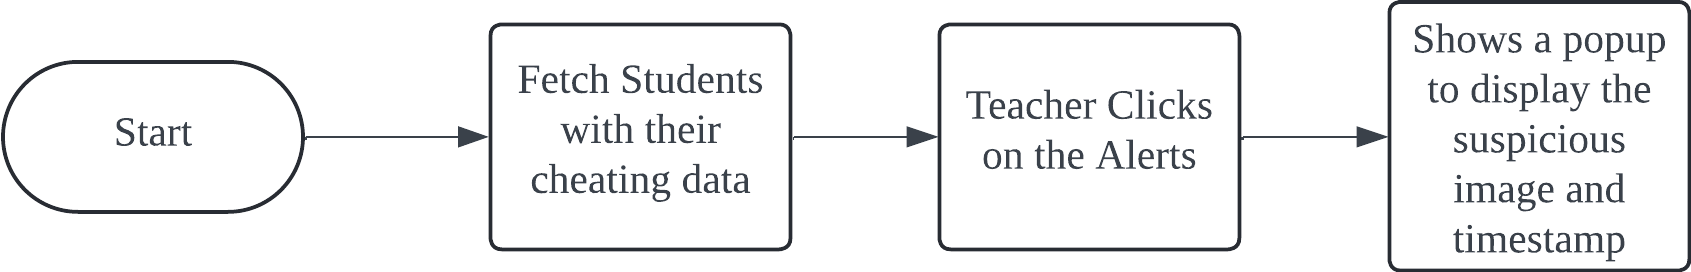 Start
Fetch Students
with their
cheating data
Teacher Clicks
on the Alerts
Shows a popup
to display the
suspicious
image and
timestamp